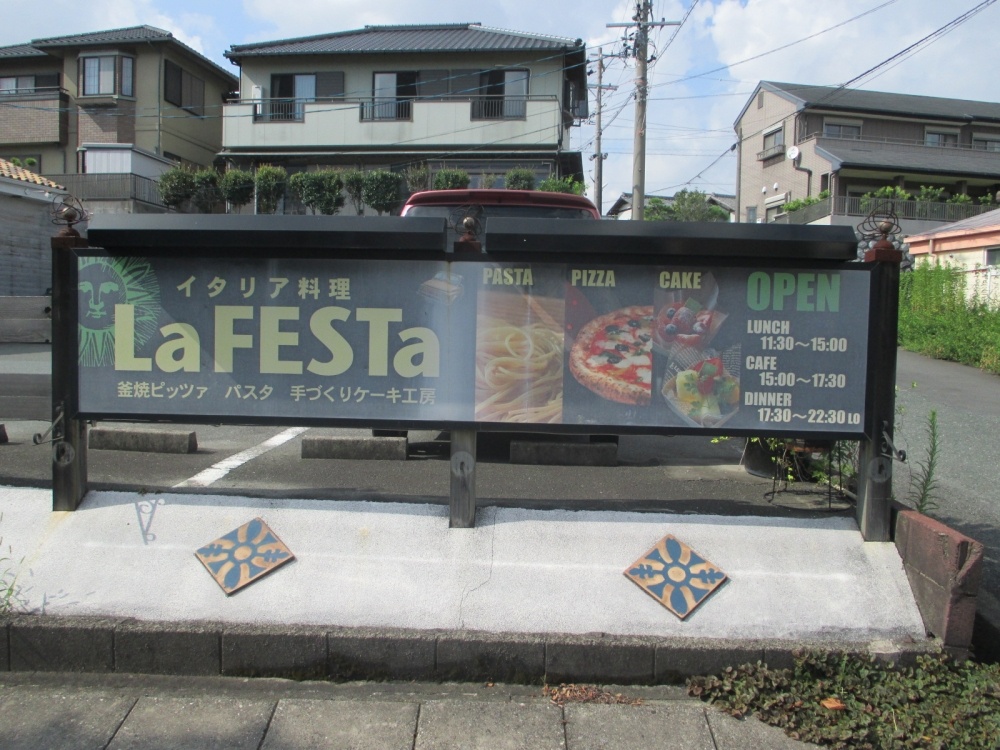 イタリア料理
LaFESTa
釜焼ピッツァ パスタ 手づくりケーキ工房
PASTA
PIZZA
CAKE
OPEN
LUNCH
11:30～15:00
CAFE
15:00～17:30
DINNER
17:30～22:30 LO